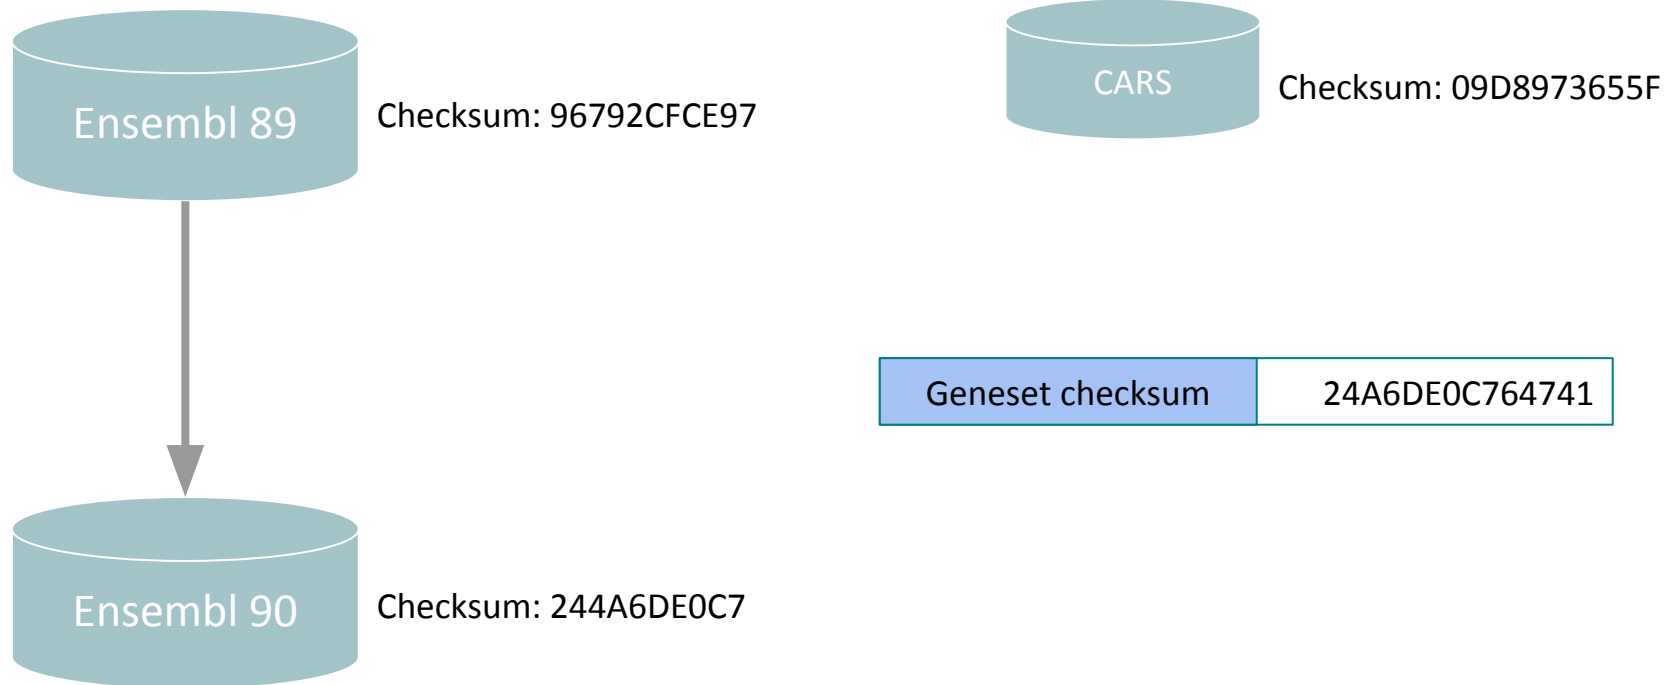 CARS
Checksum: 09D8973655F
Ensembl 89
Checksum: 96792CFCE97
Geneset checksum
24A6DE0C764741
Ensembl 90
Checksum: 244A6DE0C7